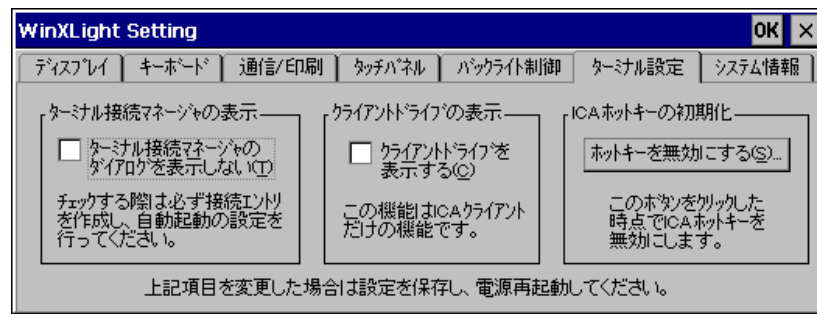 WinXLight Setting OK ×
ﾃﾞｨｽﾌﾟﾚｲ ｷｰﾎﾞｰﾄﾞ 通信/印刷 ﾀｯﾁﾊﾟﾈﾙ ﾊﾞｯｸﾗｲﾄ制御 ﾀｰﾐﾅﾙ設定 ｼｽﾃﾑ情報
ﾀｰﾐﾅﾙ接続ﾏﾈｰｼﾞｬの表示
ﾀｰﾐﾅﾙ接続ﾏﾈｰｼﾞｬの
ﾀﾞｲｱﾛｸﾞを表示しない(T)
ﾁｪｯｸする際は必ず接続ｴﾝﾄﾘ
を作成し、自動起動の設定を
行ってください。
ｸﾗｲｱﾝﾄﾄﾞﾗｲﾌﾞの表示
ｸﾗｲｱﾝﾄﾄﾞﾗｲﾌﾞを
表示する(C)
この機能はICAｸﾗｲｱﾝﾄ
だけの機能です。
ICAﾎｯﾄｷｰの初期化
ﾎｯﾄｷｰを無効にする(S)...
このﾎﾞﾀﾝをｸﾘｯｸした
時点でICAﾎｯﾄｷｰを
無効にします。
上記項目を変更した場合は設定を保存し、電源再起動してください。